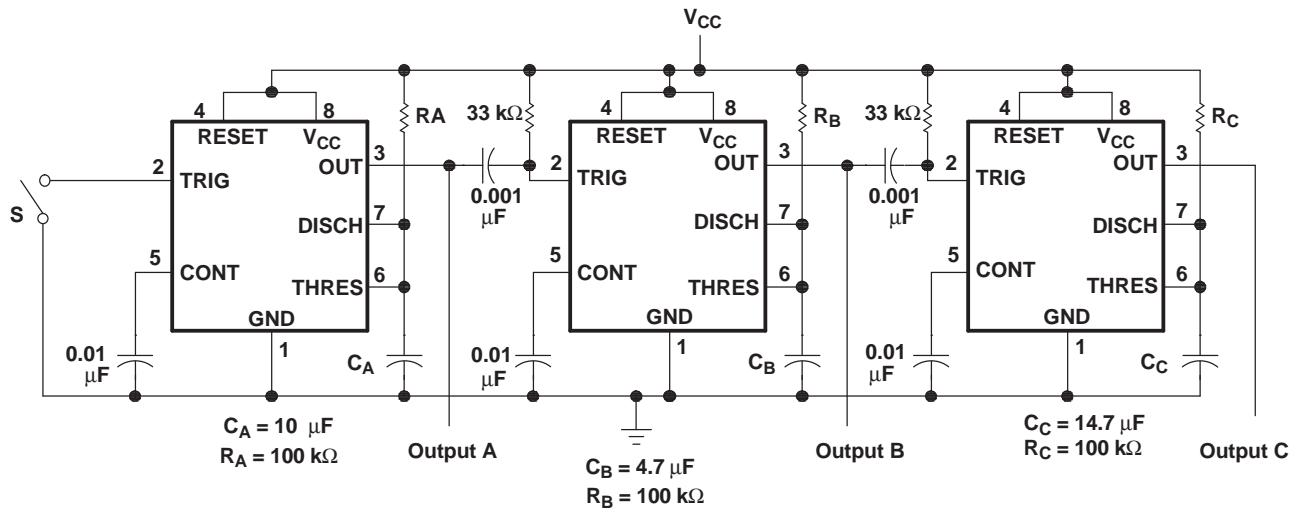 VCC
4
8
RESET
VCC
2
TRIG
3
OUT
7
DISCH
6
THRES
5
CONT
GND
1
S
0.01
µF
RA
CA
33 kΩ
0.001
µF
4
8
RESET
VCC
2
TRIG
3
OUT
7
DISCH
6
THRES
5
CONT
GND
1
0.01
µF
RB
CB
33 kΩ
0.001
µF
4
8
RESET
VCC
2
TRIG
3
OUT
7
DISCH
6
THRES
5
CONT
GND
1
0.01
µF
RC
CC
CA = 10 µF
RA = 100 kΩ
Output A
CB = 4.7 µF
RB = 100 kΩ
Output B
CC = 14.7 µF
RC = 100 kΩ
Output C